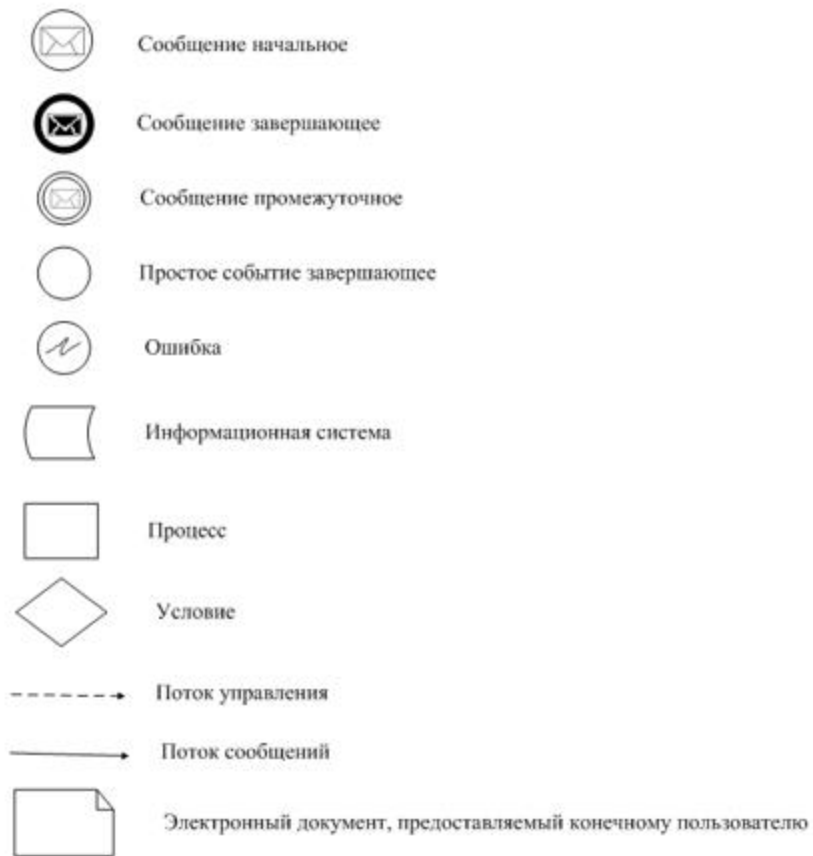 Сообщение начальное
Сообщение завершающее
Сообщение промежуточное
Простое событие завершающее
Ошибка
Информационная система
Процесс
Условие
Поток управления
Поток сообщений
Электронный документ, предоставляемый конечному пользователю